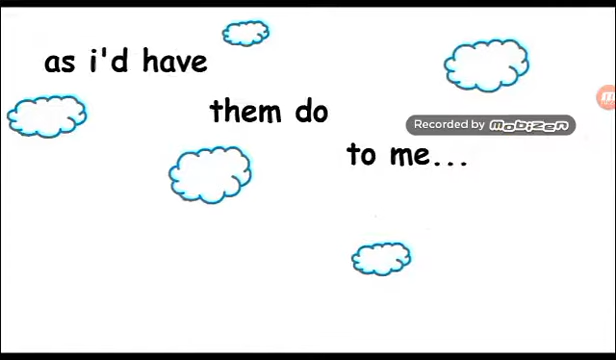 as i'd have
them do
Recorded by mobizen
to me...